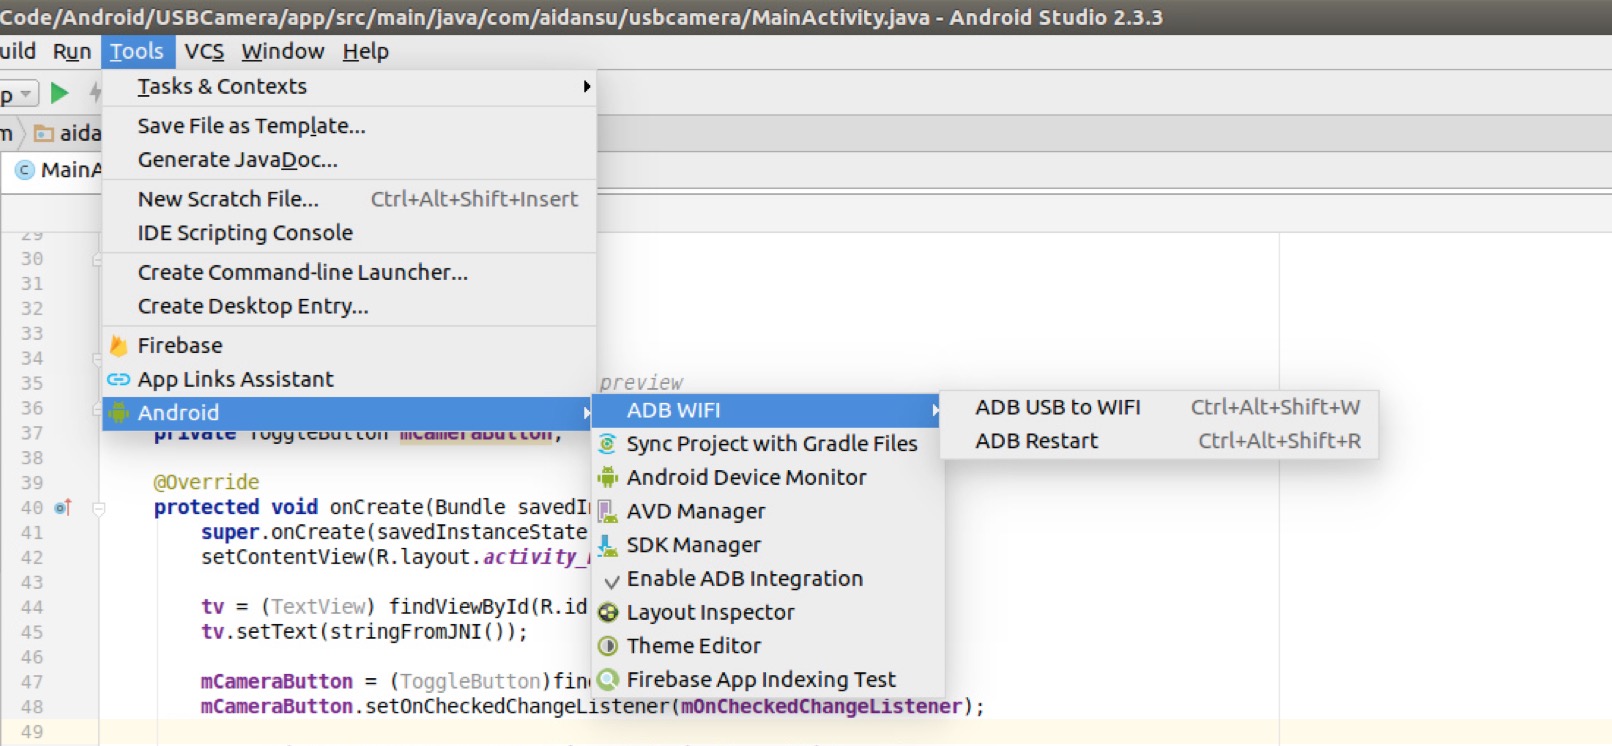 Code/Android/USBCamera/app/src/main/java/com/aidansu/usbcamera/MainActivity.java - Android Studio 2.3.3
uild Run Tools VCS Window Help
p
Tasks & Contexts
m aida
Save File as Template...
Generate JavaDoc...
C MainA
New Scratch File... Ctrl+Alt+Shift+Insert
IDE Scripting Console
29
30
Create Command-line Launcher...
31
32 Create Desktop Entry...
33
Firebase
34
App Links Assistant
35 preview
36 Android
ADB WIFI
ADB USB to WIFI Ctrl+Alt+Shift+W
ADB Restart Ctrl+Alt+Shift+R
Sync Project with Gradle Files
Android Device Monitor
AVD Manager
SDK Manager
Enable ADB Integration
Layout Inspector
Theme Editor
Firebase App Indexing Test
37 private ToggleButton mCameraButton;
38
39 @Override
40 protected void onCreate(Bundle savedI
41 super.onCreate(savedInstanceState
42 setContentView(R.layout.activity_
43
44 tv = (TextView) findViewById(R.id
45 tv.setText(stringFromJNI());
46
47 mCameraButton = (ToggleButton)fin
48 mCameraButton.setOnCheckedChangeListener(mOnCheckedChangeListener);
49